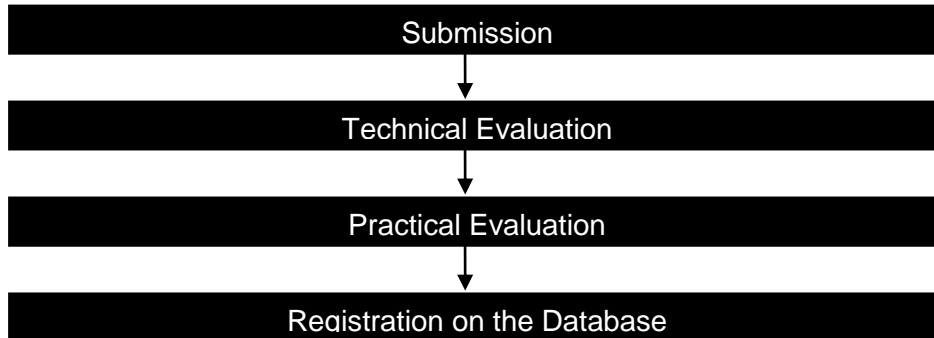 Submission
Technical Evaluation
Practical Evaluation
Registration on the Database